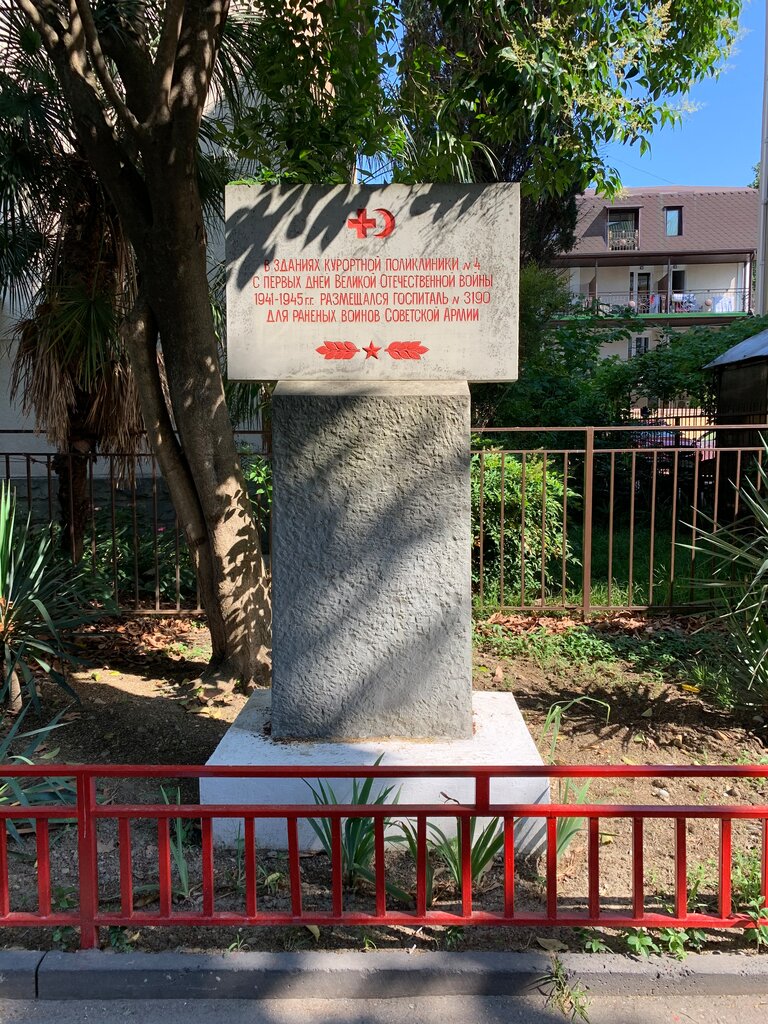 В зданиях курортной поликлиники № 4
с первых дней Великой Отечественной войны
1941-1945 г.г. размещался госпиталь № 3190
для раненых воинов Советской Армии